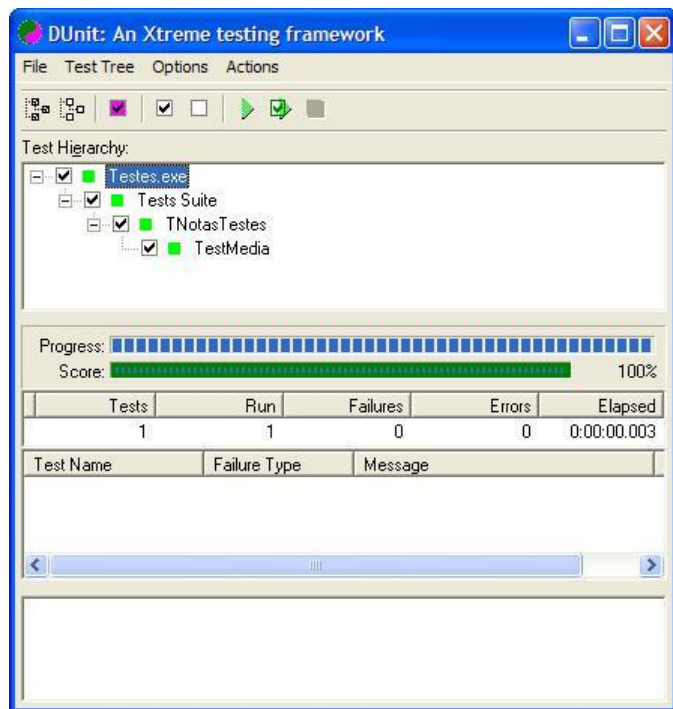 DUnit: An Xtreme testing framework
File Test Tree Options Actions
Test Hierarchy:
Testes.exe
Tests Suite
TNotasTestes
TestMedia
Progress:
Score: 100%
Tests Run Failures Errors Elapsed
1 1 0 0 0:00:00.003
Test Name Failure Type Message